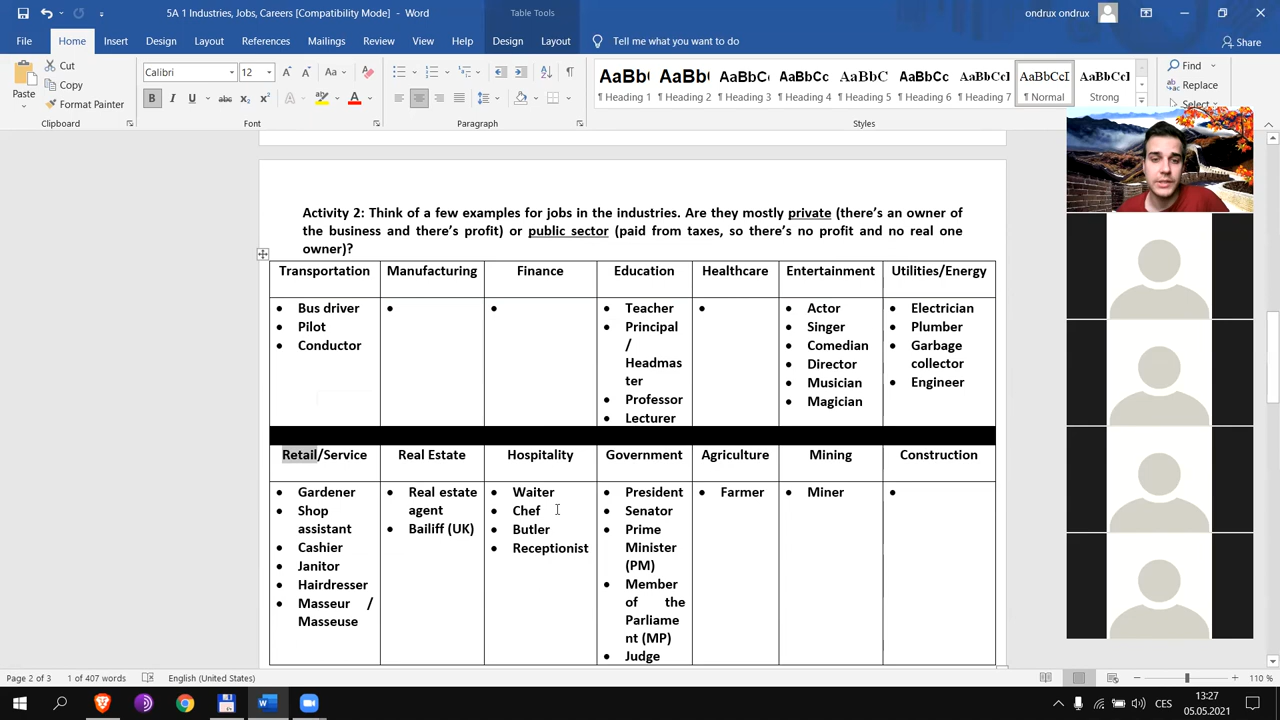 5A 1 Industries, Jobs, Careers [Compatibility Mode] - Word
Table Tools
ondrux ondrux
File Home Insert Draw Design Layout References Mailings Review View Help Design Layout Tell me what you want to do Share
Paste Cut Copy Format Painter
Calibri 12
AaBbC AaBbCc AaBbCc AaBbCc AaBbC AaBbCc AaBbCc AaBbCcI AaBbCcI
Heading 1 Heading 2 Heading 3 Heading 4 Heading 5 Heading 6 Heading 7 ¶ Normal Strong
Find
Replace
Select
Clipboard Font Paragraph Styles
Activity 2: Think of a few examples for jobs in the industries. Are they mostly private (there's an owner of
the business and there's profit) or public sector (paid from taxes, so there's no profit and no real one
owner)?
Transportation Manufacturing Finance Education Healthcare Entertainment Utilities/Energy
• Bus driver
• Pilot
• Conductor
•
•
• Teacher
• Principal
/
Headmas
ter
• Professor
• Lecturer
•
• Actor
• Singer
• Comedian
• Director
• Musician
• Magician
• Electrician
• Plumber
• Garbage
collector
• Engineer
Retail/Service Real Estate Hospitality Government Agriculture Mining Construction
• Gardener
• Shop
assistant
• Cashier
• Janitor
• Hairdresser
• Masseur /
Masseuse
• Real estate
agent
• Bailiff (UK)
• Waiter
• Chef
• Butler
• Receptionist
• President
• Senator
• Prime
Minister
(PM)
• Member
of the
Parliame
nt (MP)
• Judge
• Farmer
• Miner
•
Page 2 of 3 1 of 407 words English (United States) 110 %
CES
13:27
05.05.2021